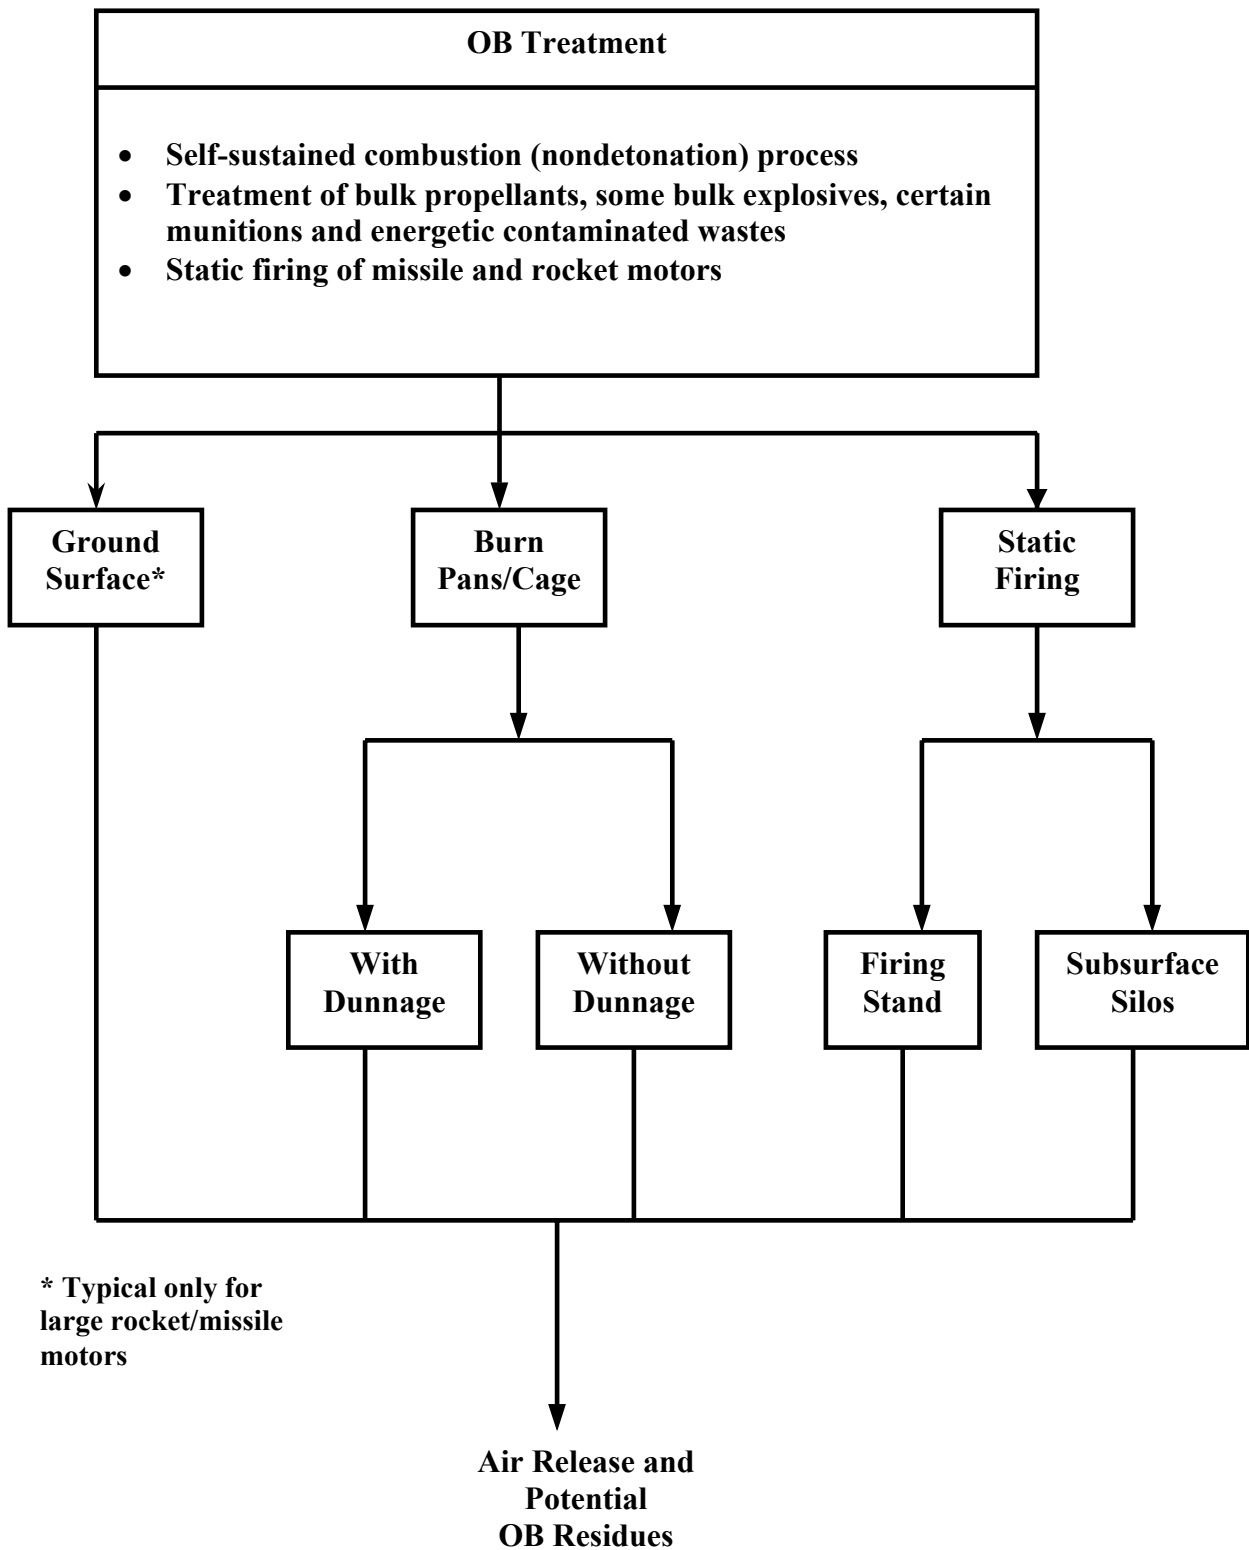 OB Treatment
• Self-sustained combustion (nondetonation) process
• Treatment of bulk propellants, some bulk explosives, certain
munitions and energetic contaminated wastes
• Static firing of missile and rocket motors
Ground
Surface*
Burn
Pans/Cage
Static
Firing
With
Dunnage
Without
Dunnage
Firing
Stand
Subsurface
Silos
* Typical only for
large rocket/missile
motors
Air Release and
Potential
OB Residues